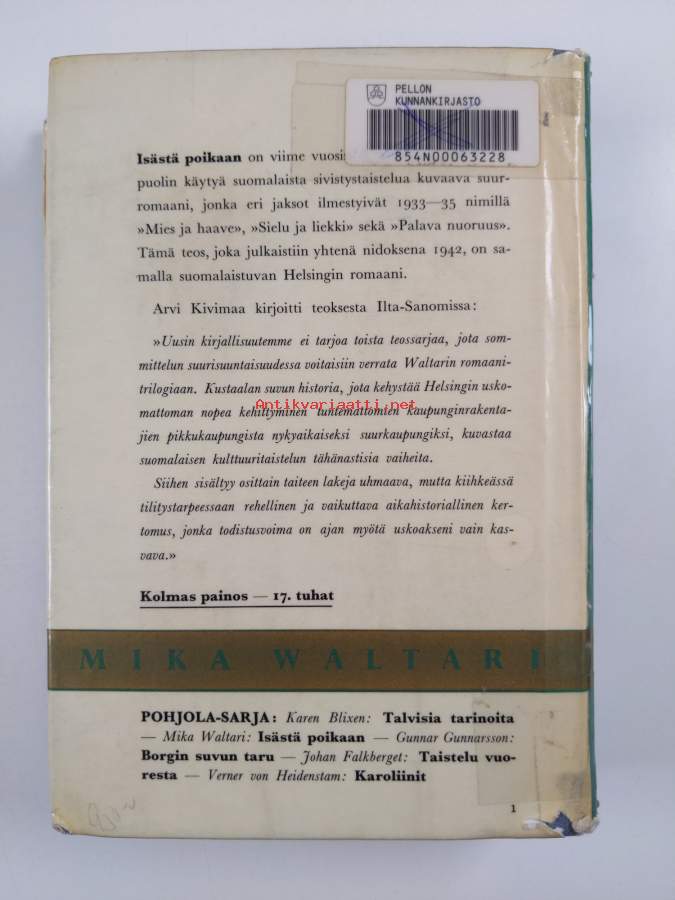 PELLON
KUNNANKIRJASTO
854N00063228
Isästä poikaan on viime vuosi
puolin käytyä suomalaista sivistystaistelua kuvaava suur-
romaani, jonka eri jaksot ilmestyivät 1933—35 nimillä
»Mies ja haave», »Sielu ja liekki» sekä »Palava nuoruus».
Tämä teos, joka julkaistiin yhtenä nidoksena 1942, on sa-
malla suomalaistuvan Helsingin romaani.
Arvi Kivimaa kirjoitti teoksesta Ilta-Sanomissa:
»Uusin kirjallisuutemme ei tarjoa toista teossarjaa, jota som-
mittelun suurisuuntaisuudessa voitaisiin verrata Waltarin romaani-
trilogiaan. Kustaalan suvun historia, jota kehystää Helsingin usko-
Antikvariaatti.net
mattoman nopea kehittyminen tuntemattomien kaupunginrakenta-
jien pikkukaupungista nykyaikaiseksi suurkaupungiksi, kuvastaa
suomalaisen kulttuuritaistelun tähänastisia vaiheita.
Siihen sisältyy osittain taiteen lakeja uhmaava, mutta kiihkeässä
tilitystarpeessaan rehellinen ja vaikuttava aikahistoriallinen ker-
tomus, jonka todistusvoima on ajan myötä uskoakseni vain kas-
vava.»
Kolmas painos — 17. tuhat
MIKA WALTARI
POHJOLA-SARJA: Karen Blixen: Talvisia tarinoita
— Mika Waltari: Isästä poikaan — Gunnar Gunnarsson:
Borgin suvun taru — Johan Falkberget: Taistelu vuo-
resta — Verner von Heidenstam: Karoliinit
1